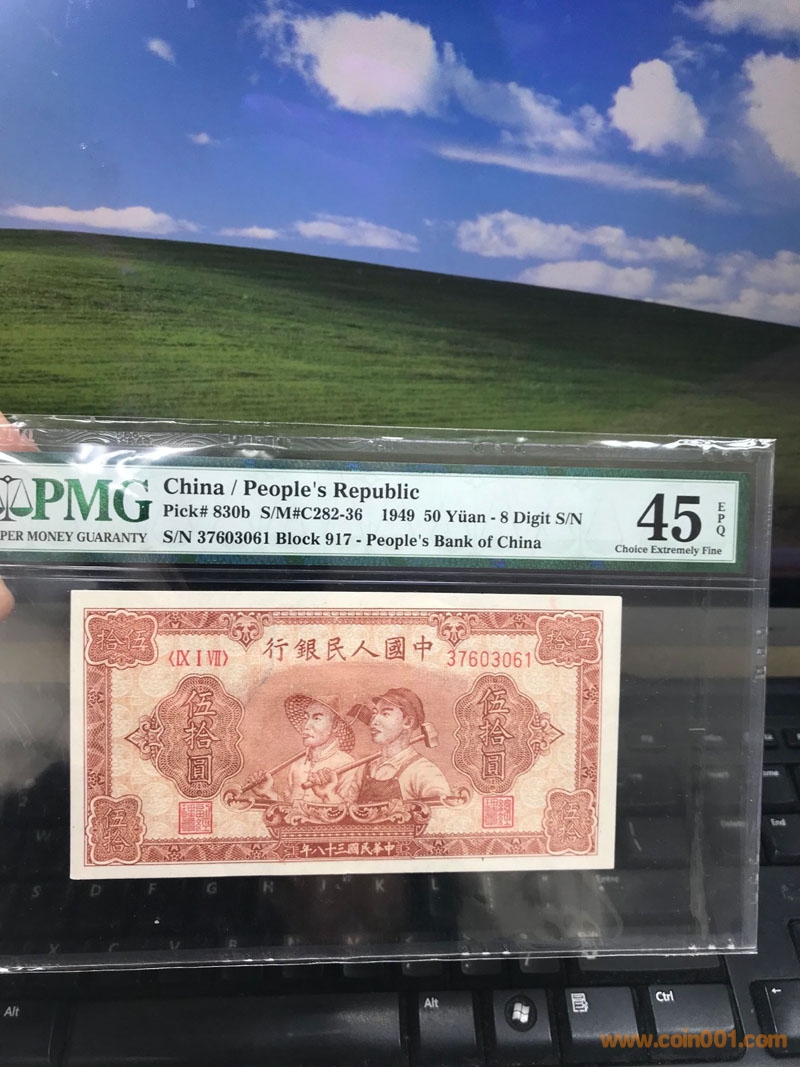 PMG
PER MONEY GUARANTY
China / People's Republic
Pick# 830b S/M#C282-36 1949 50 Yüan - 8 Digit S/N
S/N 37603061 Block 917 - People's Bank of China
45 EPQ
Choice Extremely Fine
伍拾
伍拾
行銀民人國中
〈IX I VII〉
37603061
伍拾圓
伍拾圓
伍拾
伍拾
年八十三國民華中
S
D
F
G
H
J
K
L
X
C
V
B
N
M
End
Alt
Alt
Ctrl
www.coin001.com